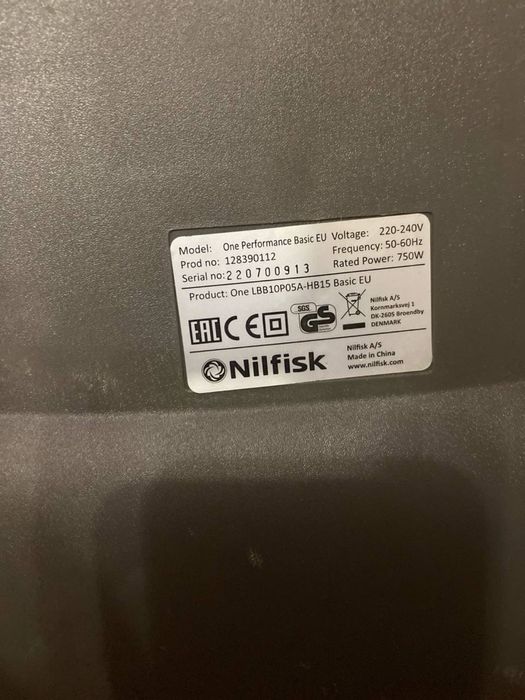 Model: One Performance Basic EU Voltage: 220-240V
Prod no: 128390112 Frequency: 50-60Hz
Serial no: 220700913 Rated Power: 750W
Product: One LBB10P05A-HB15 Basic EU
EAC CE SGS GS
Nilfisk A/S
Kornmarksvej 1
DK-2605 Broendby
DENMARK
Nilfisk
Nilfisk A/S
Made in China
www.nilfisk.com